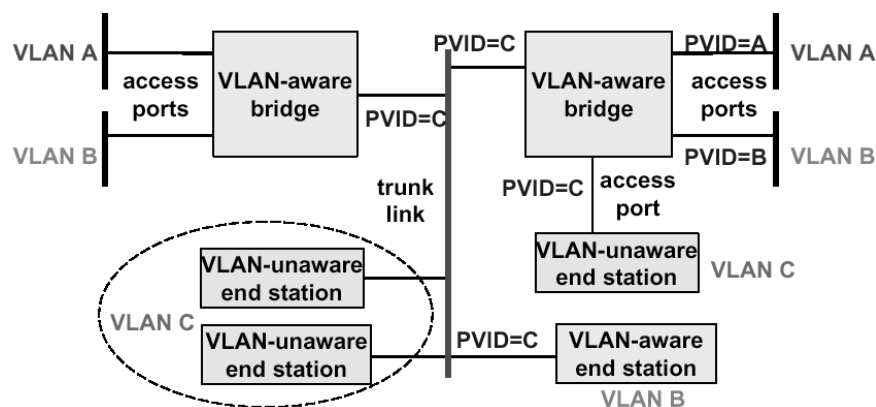 VLAN A
access
ports
VLAN B
VLAN-aware
bridge
PVID=C
PVID=C
VLAN-aware
bridge
PVID=A
access
ports
PVID=B
VLAN A
VLAN B
trunk
link
PVID=C
access
port
VLAN-unaware
end station
VLAN C
VLAN-unaware
end station
VLAN C
VLAN-unaware
end station
PVID=C
VLAN-aware
end station
VLAN B